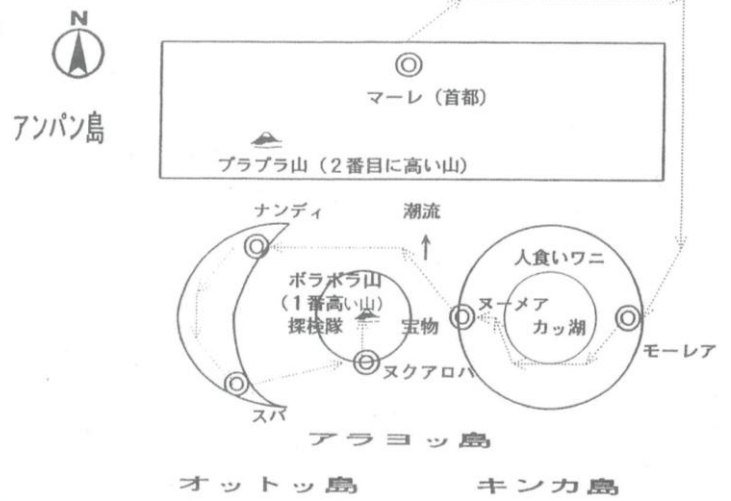 N
マーレ(首都)
アンパン島
プラプラ山(2番目に高い山)
ナンディ
潮流
人食いワニ
ボラボラ山
(1番高い山)
探検隊
宝物
ヌーメア
カッ湖
モーレア
ヌクアロハ
スバ
アラヨッ島
オットッ島
キンカ島